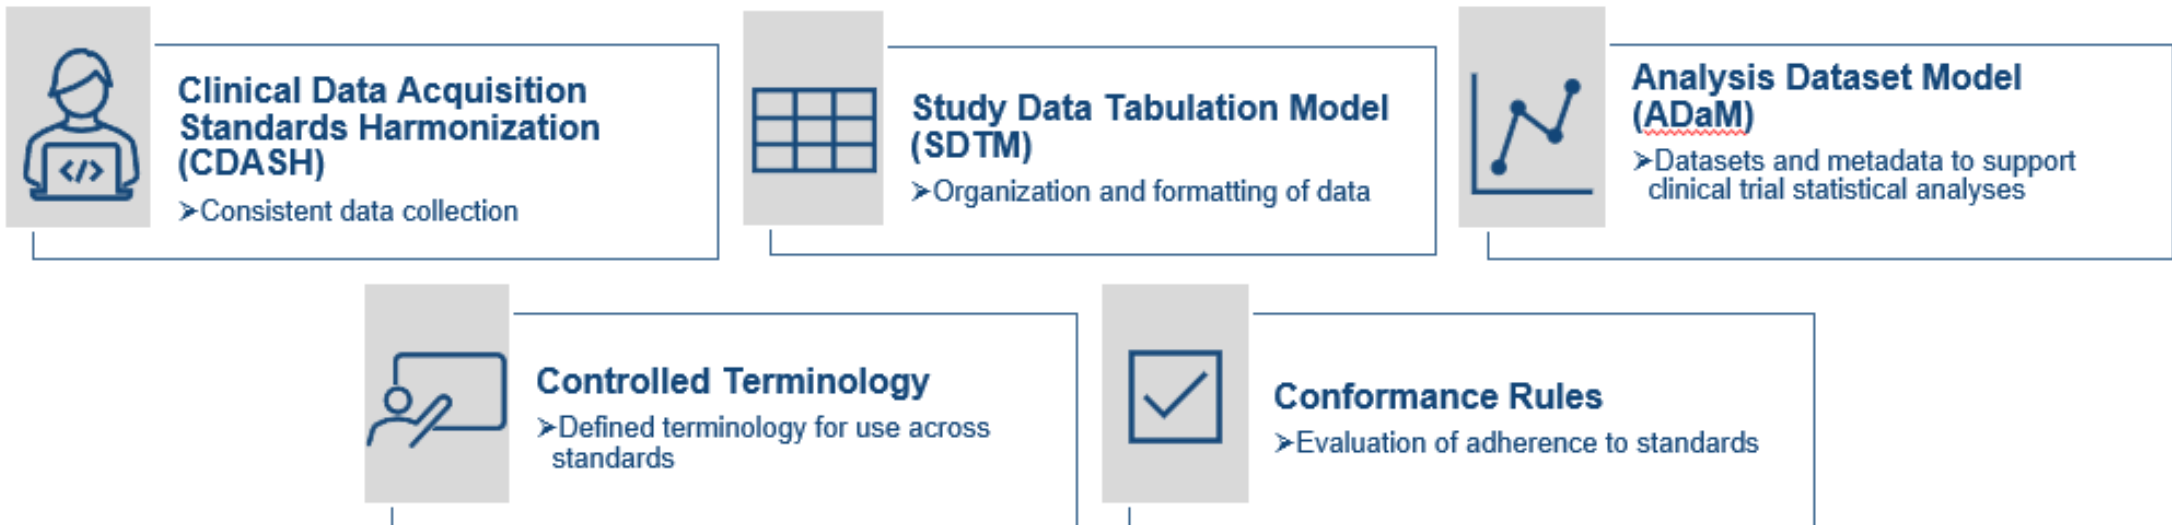 Clinical Data Acquisition
Standards Harmonization
(CDASH)
➢Consistent data collection
Study Data Tabulation Model
(SDTM)
➢Organization and formatting of data
Analysis Dataset Model
(ADaM)
➢Datasets and metadata to support
clinical trial statistical analyses
Controlled Terminology
➢Defined terminology for use across
standards
Conformance Rules
➢Evaluation of adherence to standards